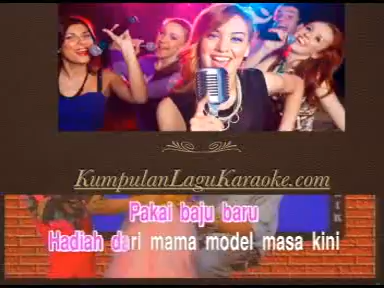 KumpulanLaguKaraoke.com
Pakai baju baru
Hadiah dari mama model masa kini